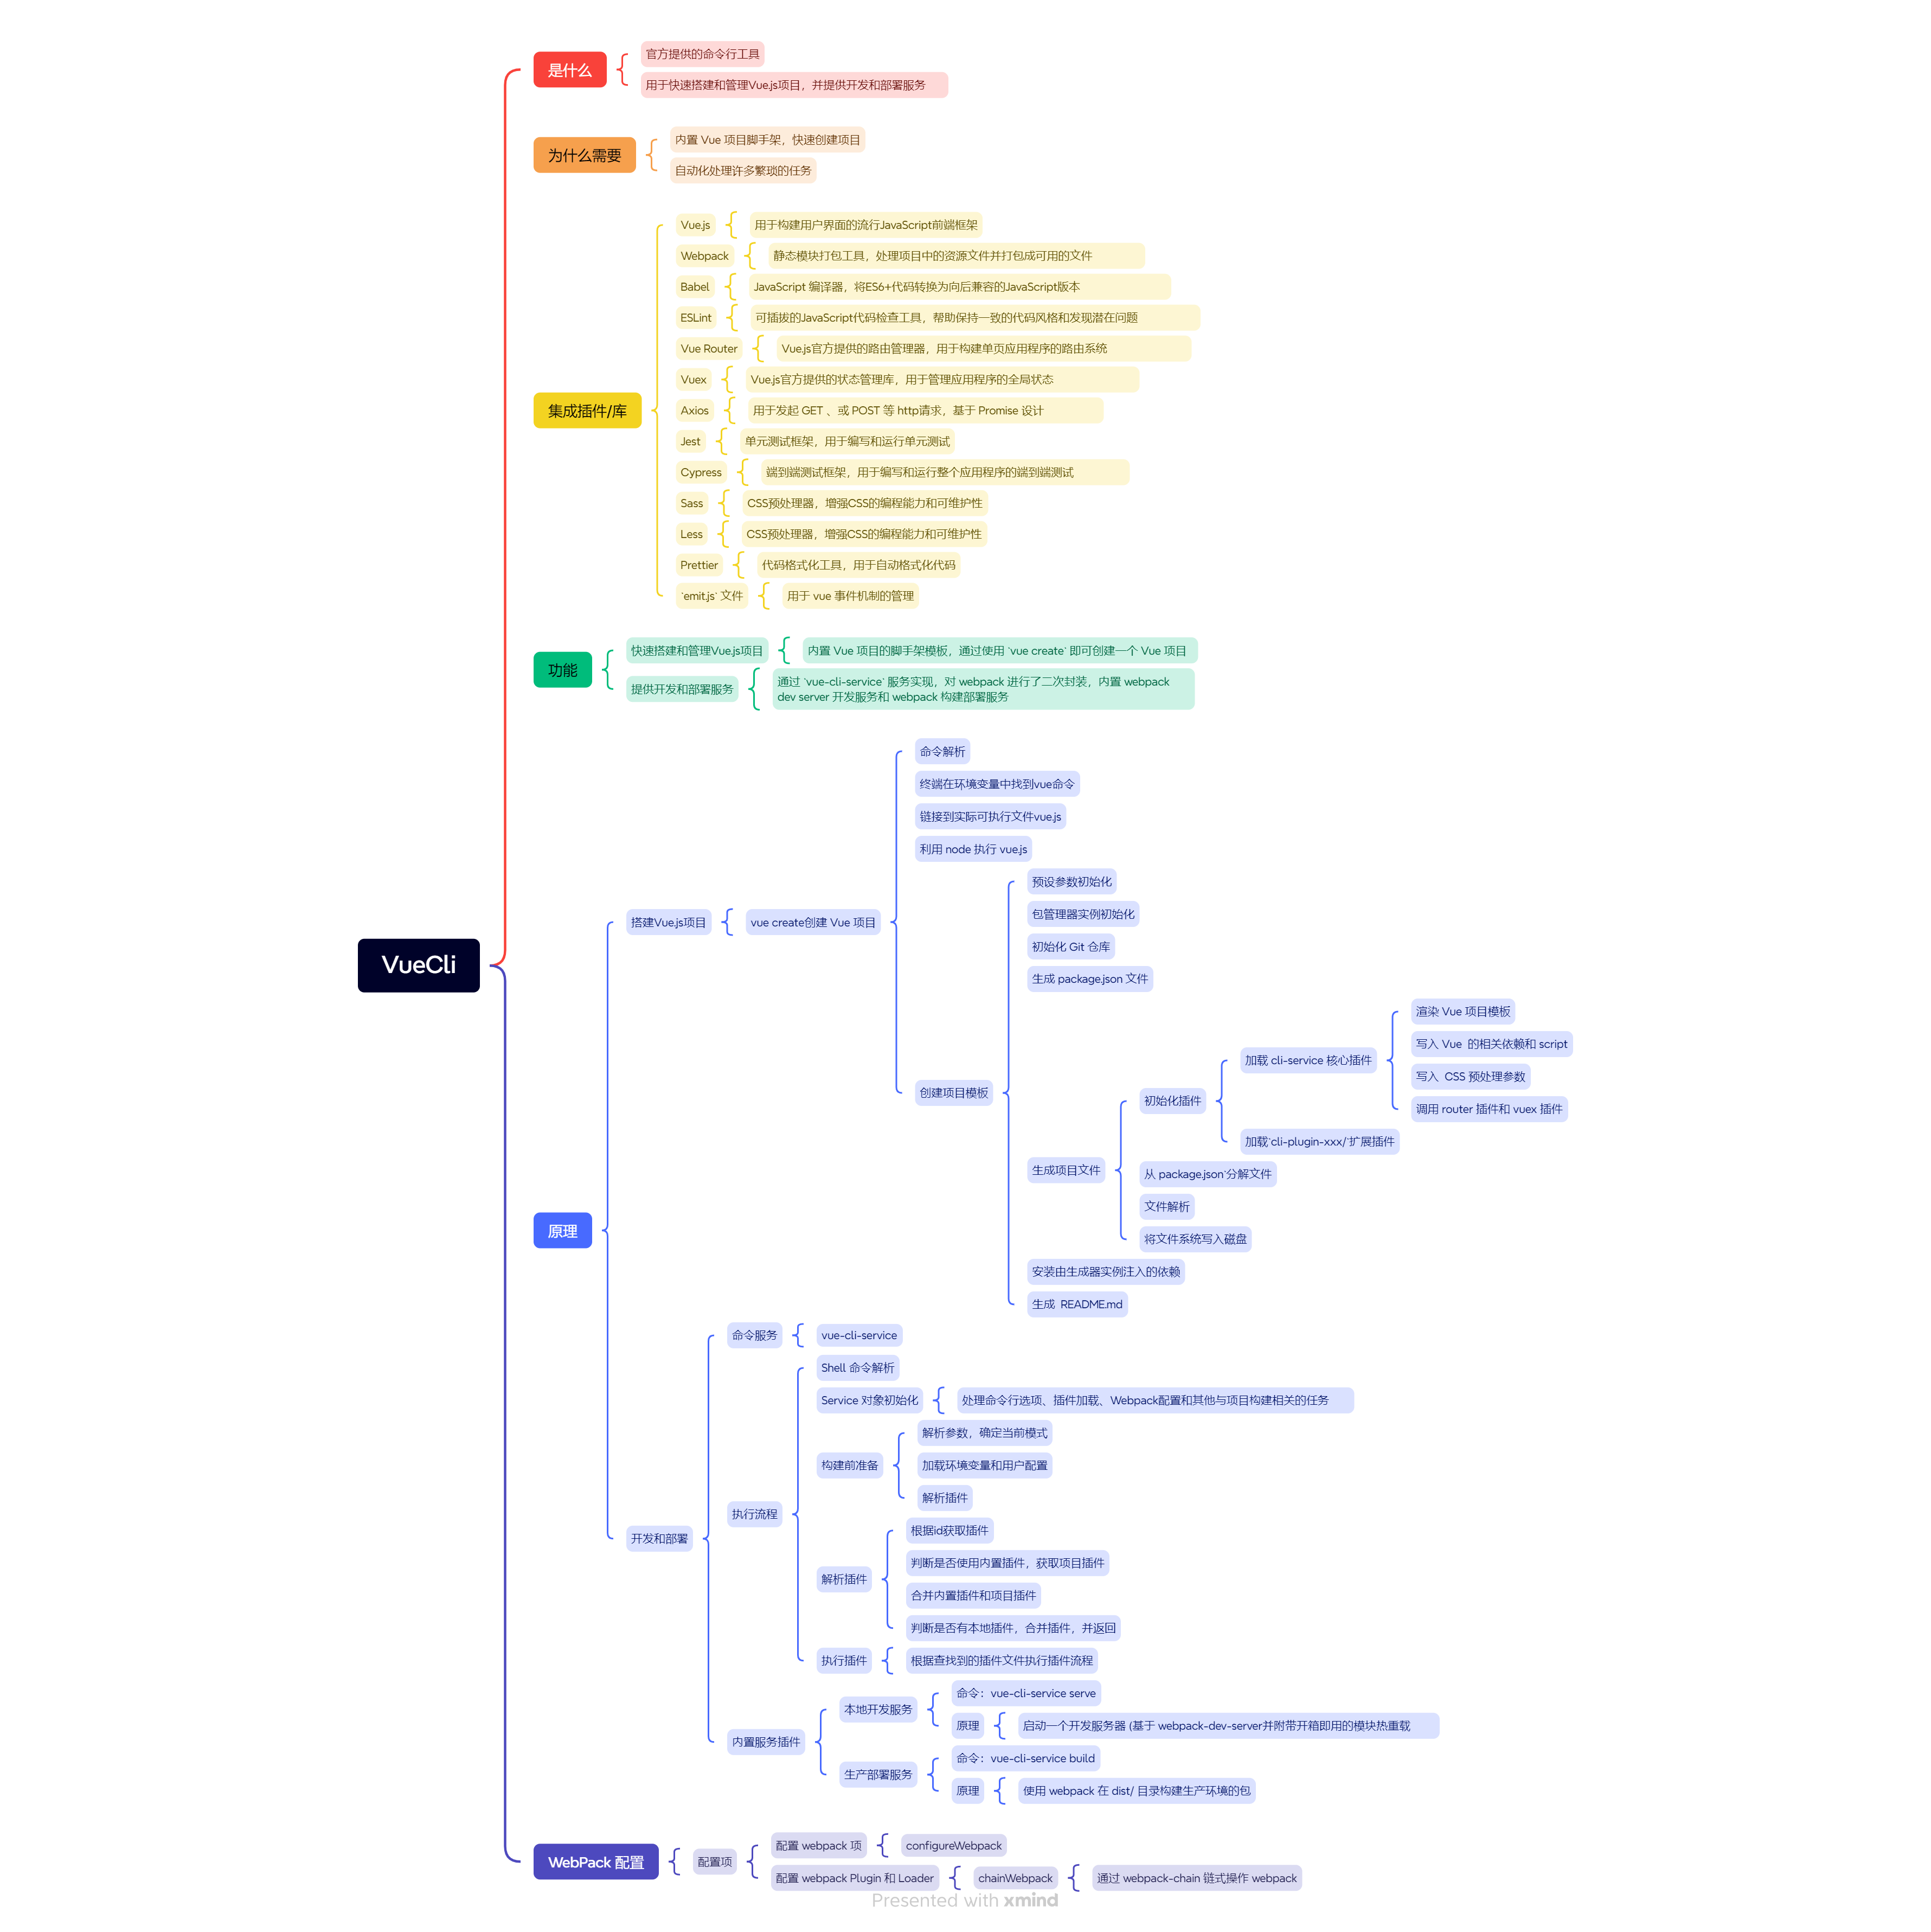 VueCli
是什么
官方提供的命令行工具
用于快速搭建和管理Vue.js项目，并提供开发和部署服务
为什么需要
内置 Vue 项目脚手架，快速创建项目
自动化处理许多繁琐的任务
集成插件/库
Vue.js
用于构建用户界面的流行JavaScript前端框架
Webpack
静态模块打包工具，处理项目中的资源文件并打包成可用的文件
Babel
JavaScript 编译器，将ES6+代码转换为向后兼容的JavaScript版本
ESLint
可插拔的JavaScript代码检查工具，帮助保持一致的代码风格和发现潜在问题
Vue Router
Vue.js官方提供的路由管理器，用于构建单页应用程序的路由系统
Vuex
Vue.js官方提供的状态管理库，用于管理应用程序的全局状态
Axios
用于发起 GET 、或 POST 等 http请求，基于 Promise 设计
Jest
单元测试框架，用于编写和运行单元测试
Cypress
端到端测试框架，用于编写和运行整个应用程序的端到端测试
Sass
CSS预处理器，增强CSS的编程能力和可维护性
Less
CSS预处理器，增强CSS的编程能力和可维护性
Prettier
代码格式化工具，用于自动格式化代码
`emit.js` 文件
用于 vue 事件机制的管理
功能
快速搭建和管理Vue.js项目
内置 Vue 项目的脚手架模板，通过使用 `vue create` 即可创建一个 Vue 项目
提供开发和部署服务
通过 `vue-cli-service` 服务实现，对 webpack 进行了二次封装，内置 webpack
dev server 开发服务和 webpack 构建部署服务
原理
搭建Vue.js项目
vue create创建 Vue 项目
命令解析
终端在环境变量中找到vue命令
链接到实际可执行文件vue.js
利用 node 执行 vue.js
创建项目模板
预设参数初始化
包管理器实例初始化
初始化 Git 仓库
生成 package.json 文件
生成项目文件
初始化插件
加载 cli-service 核心插件
渲染 Vue 项目模板
写入 Vue  的相关依赖和 script
写入  CSS 预处理参数
调用 router 插件和 vuex 插件
加载`cli-plugin-xxx/`扩展插件
从 package.json`分解文件
文件解析
将文件系统写入磁盘
安装由生成器实例注入的依赖
生成  README.md
开发和部署
命令服务
vue-cli-service
执行流程
Shell 命令解析
Service 对象初始化
处理命令行选项、插件加载、Webpack配置和其他与项目构建相关的任务
构建前准备
解析参数，确定当前模式
加载环境变量和用户配置
解析插件
解析插件
根据id获取插件
判断是否使用内置插件，获取项目插件
合并内置插件和项目插件
判断是否有本地插件，合并插件，并返回
执行插件
根据查找到的插件文件执行插件流程
内置服务插件
本地开发服务
命令：vue-cli-service serve
原理
启动一个开发服务器 (基于 webpack-dev-server并附带开箱即用的模块热重载
生产部署服务
命令：vue-cli-service build
原理
使用 webpack 在 dist/ 目录构建生产环境的包
WebPack 配置
配置项
配置 webpack 项
configureWebpack
配置 webpack Plugin 和 Loader
chainWebpack
通过 webpack-chain 链式操作 webpack
Presented with xmind